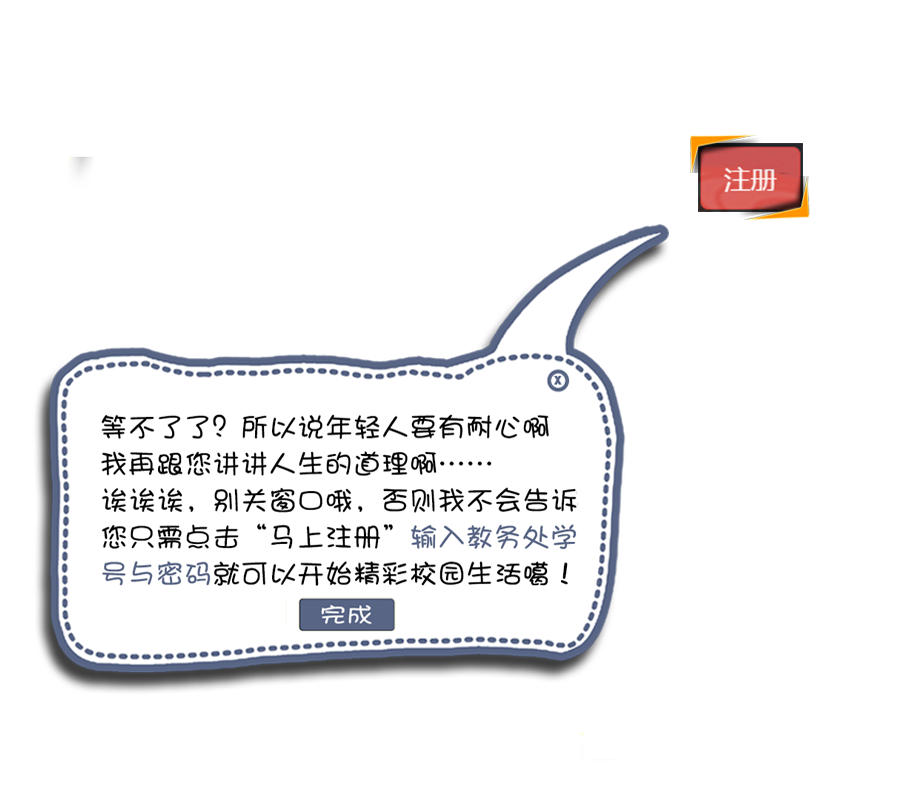 注册
等不了了？所以说年轻人要有耐心啊
我再跟您讲讲人生的道理啊……
诶诶诶，别关窗口哦，否则我不会告诉
您只需点击“马上注册”输入教务处学
号与密码就可以开始精彩校园生活噶！
完成